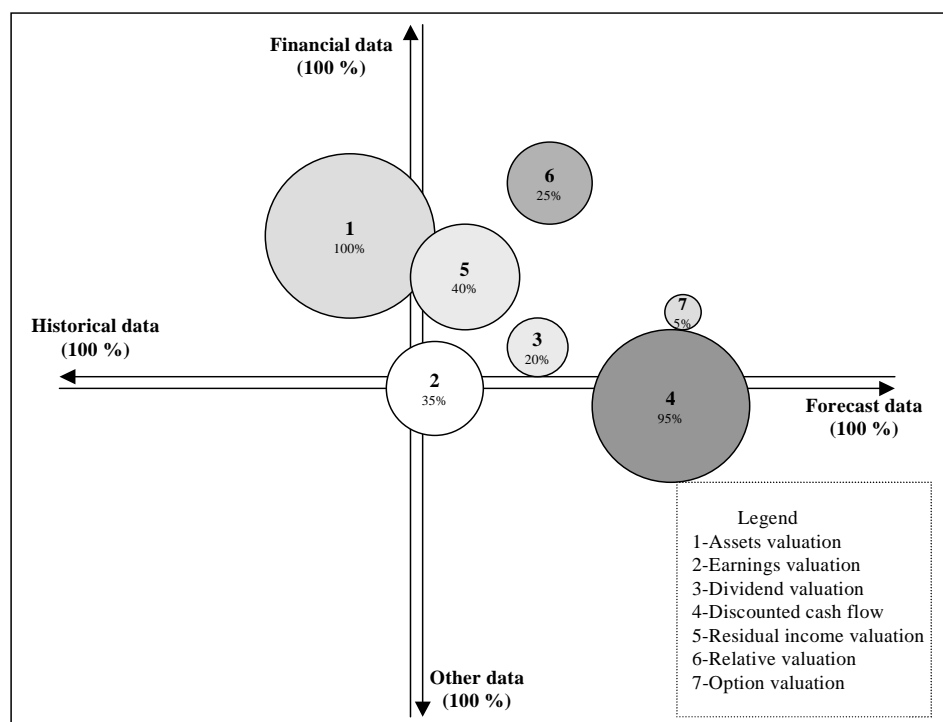 Financial data
(100 %)
6
25%
1
100%
5
40%
7
5%
Historical data
(100 %)
3
20%
2
35%
4
95%
Forecast data
(100 %)
Legend
1-Assets valuation
2-Earnings valuation
3-Dividend valuation
4-Discounted cash flow
5-Residual income valuation
6-Relative valuation
7-Option valuation
Other data
(100 %)